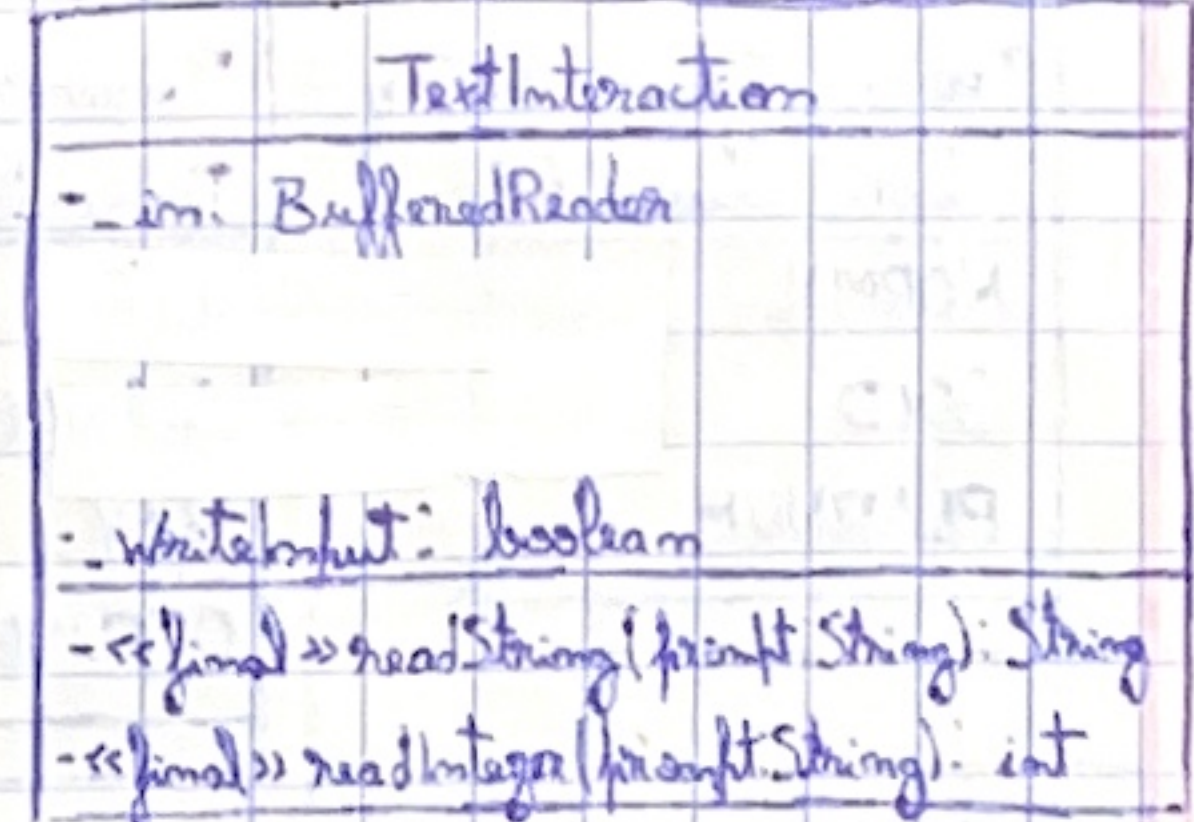 TextInteraction
- _in: BufferedReader
- _writeInput: boolean
- <<final>> readString(prompt: String): String
- <<final>> readInteger(prompt: String): int